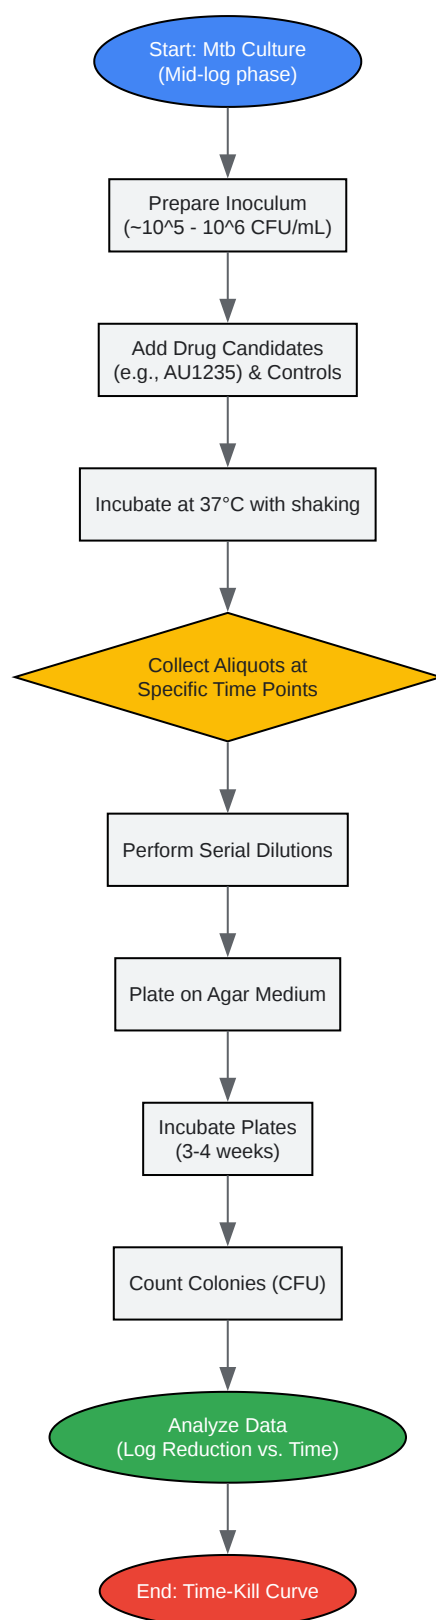 Start: Mtb Culture
(Mid-log phase)
Prepare Inoculum
(~10^5 - 10^6 CFU/mL)
Add Drug Candidates
(e.g., AU1235) & Controls
Incubate at 37°C with shaking
Collect Aliquots at
Specific Time Points
Perform Serial Dilutions
Plate on Agar Medium
Incubate Plates
(3-4 weeks)
Count Colonies (CFU)
Analyze Data
(Log Reduction vs. Time)
End: Time-Kill Curve